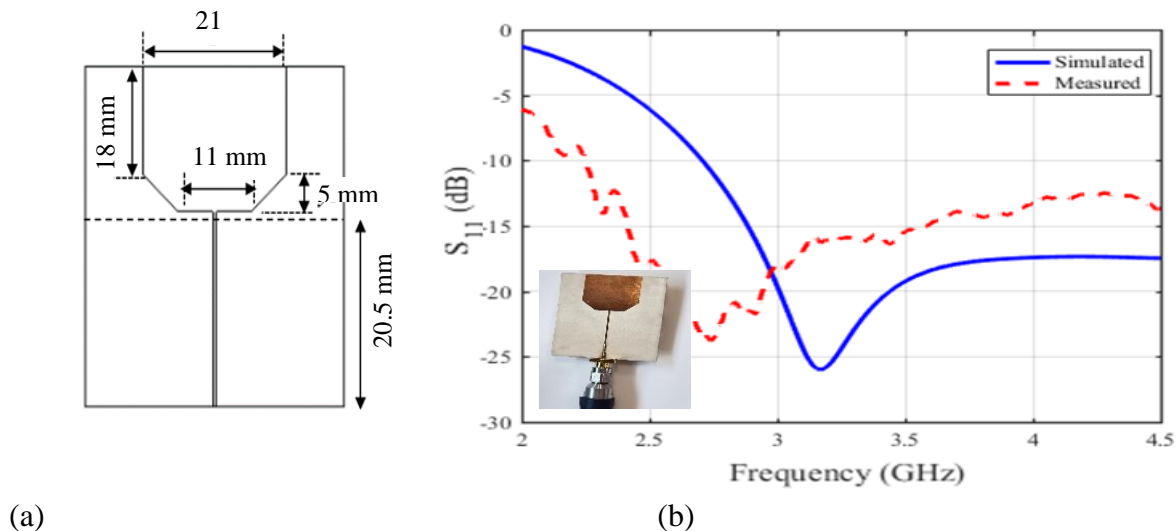 21
18 mm
11 mm
5 mm
20.5 mm
0
-5
-10
-15
-20
-25
-30
S11 (dB)
Simulated
Measured
2
2.5
3
3.5
4
4.5
Frequency (GHz)
(a)
(b)